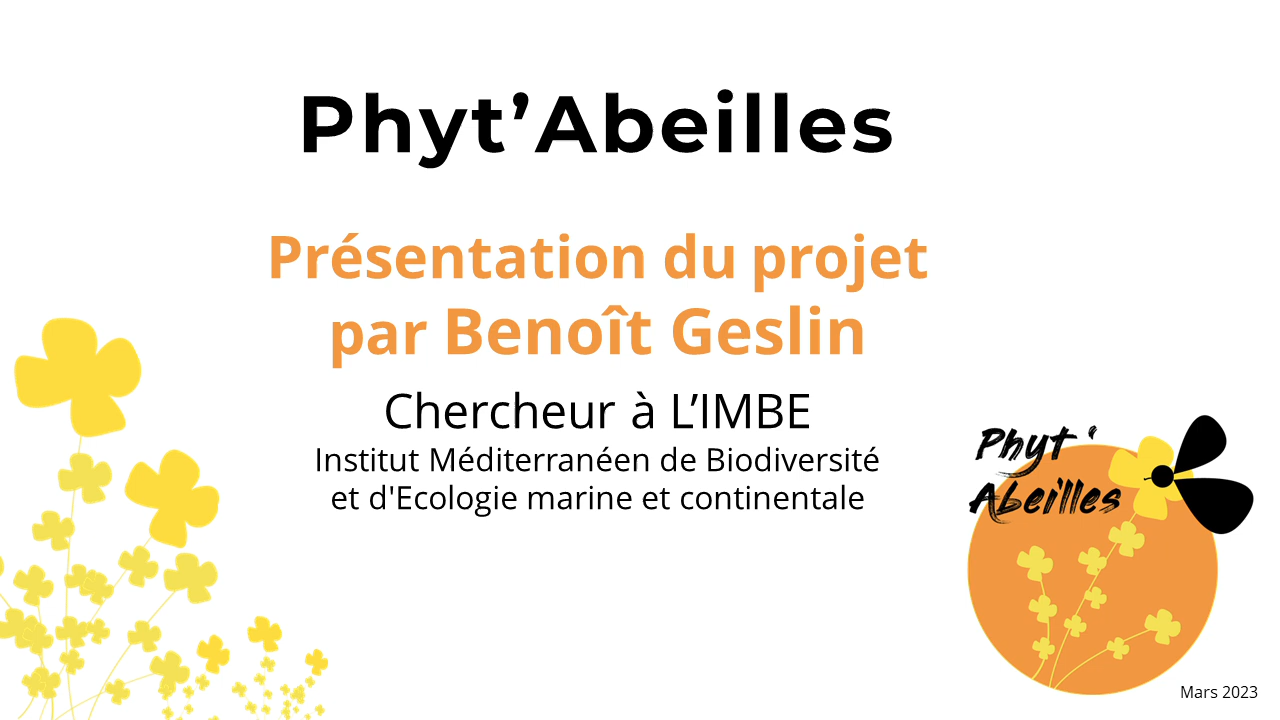 Phyt’Abeilles
Présentation du projet
par Benoît Geslin
Chercheur à L’IMBE
Institut Méditerranéen de Biodiversité
et d'Ecologie marine et continentale
Phyt'
Abeilles
Mars 2023